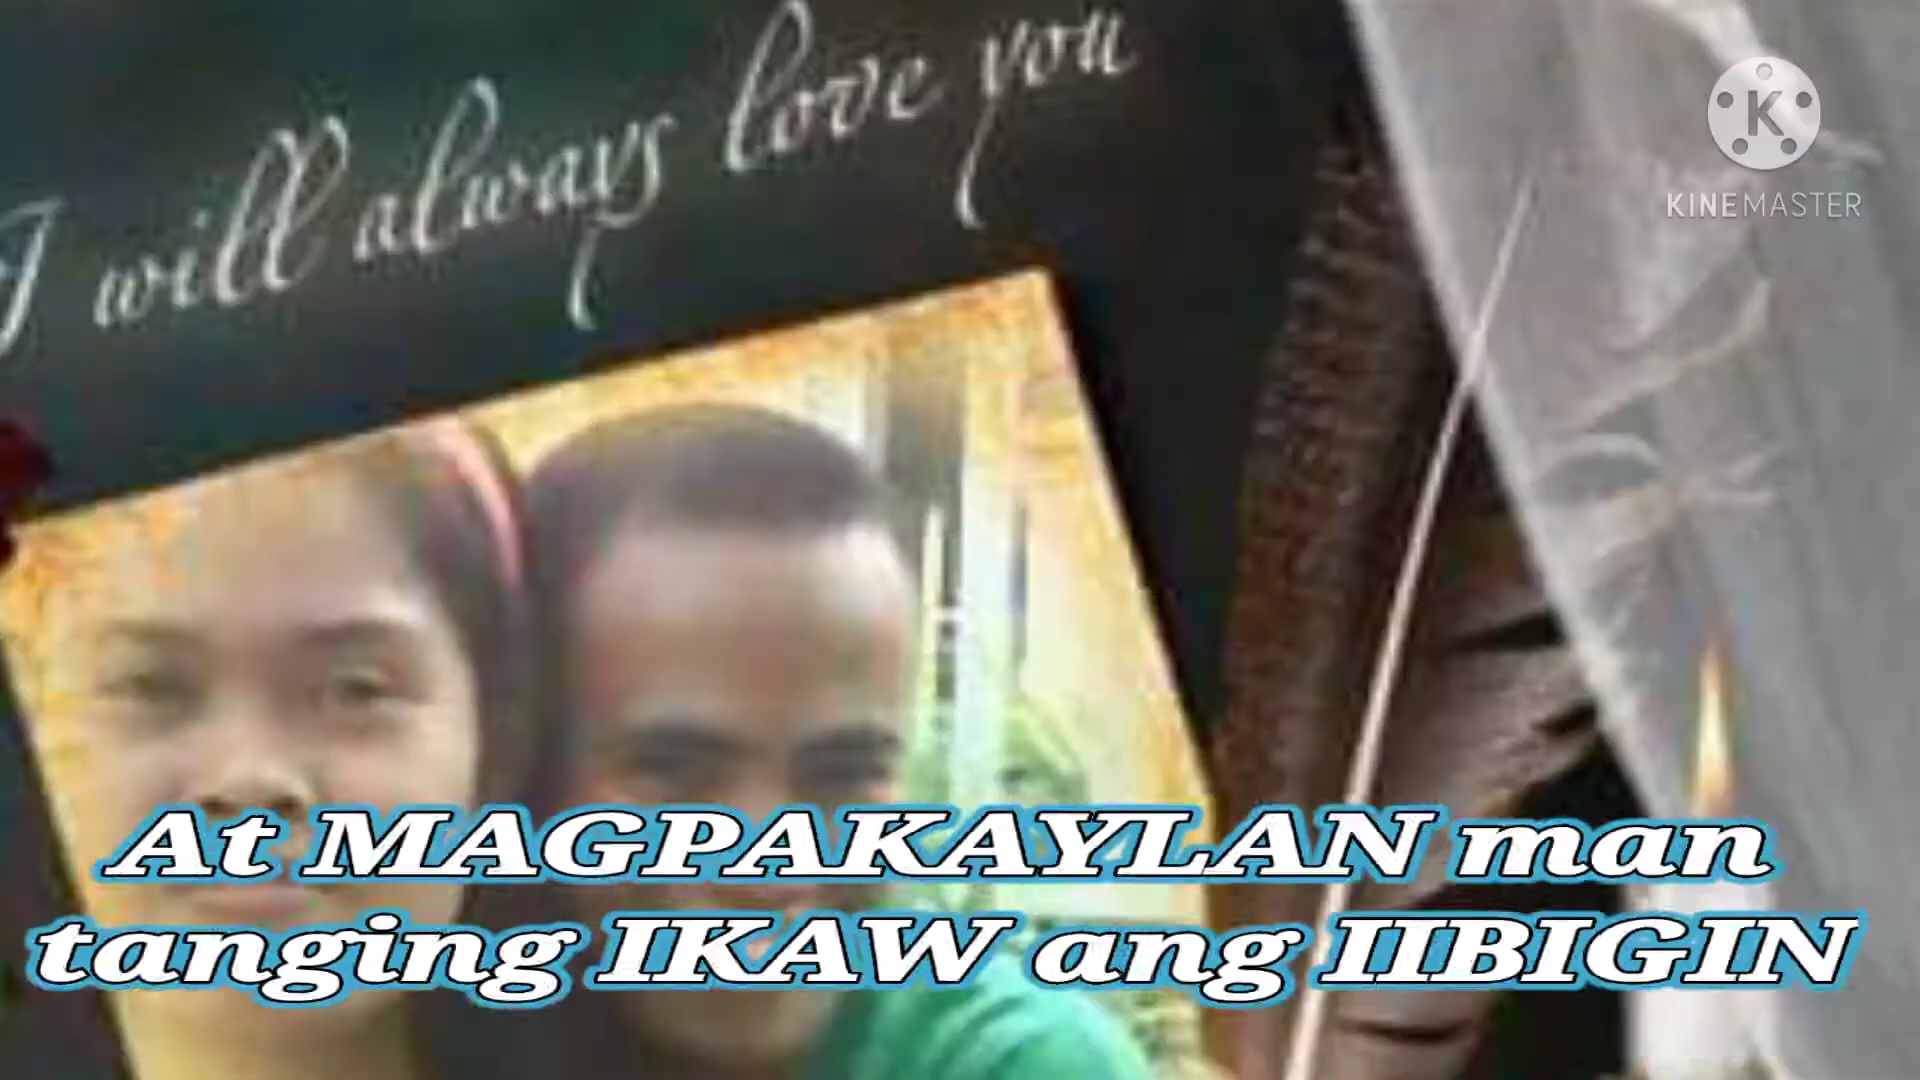 I will always love you
K
KINEMASTER
At MAGPAKAYLAN man
tanging IKAW ang IIBIGIN